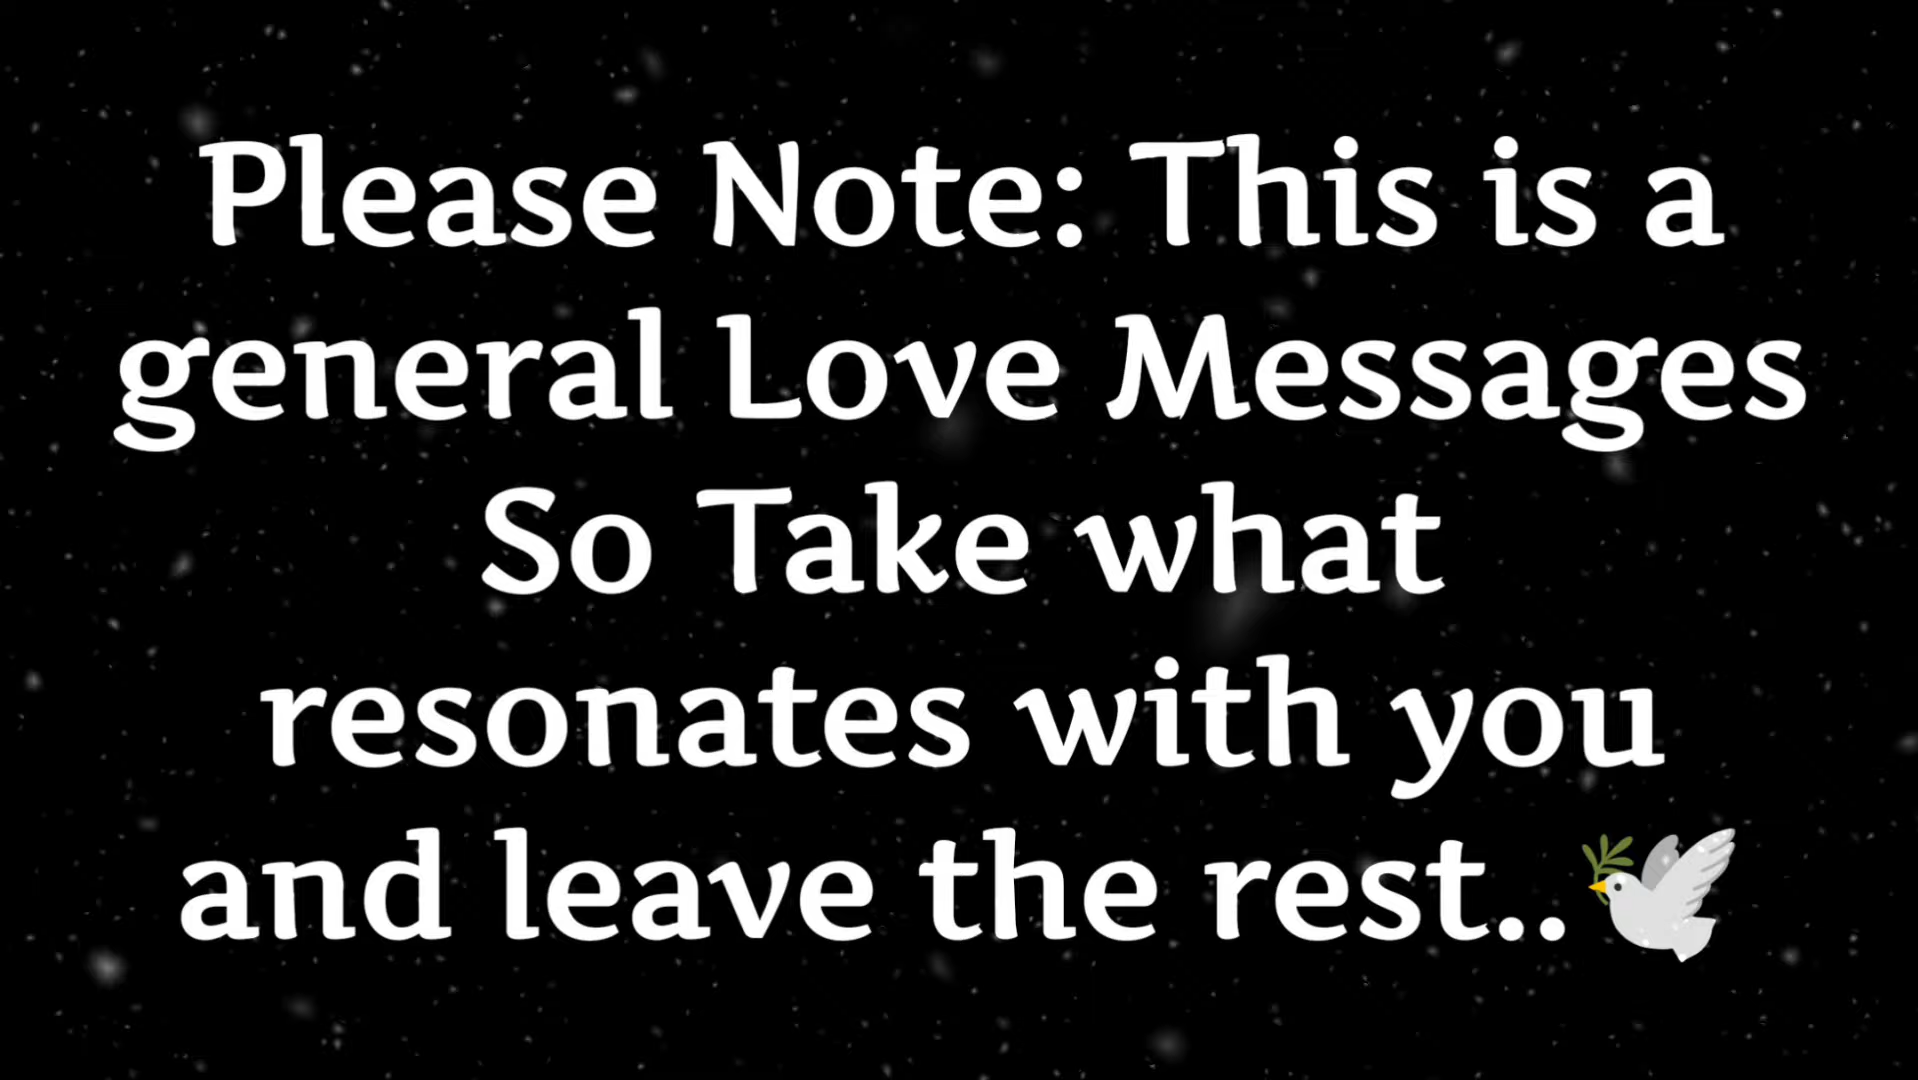 Please Note: This is a
general Love Messages
So Take what
resonates with you
and leave the rest..🕊️